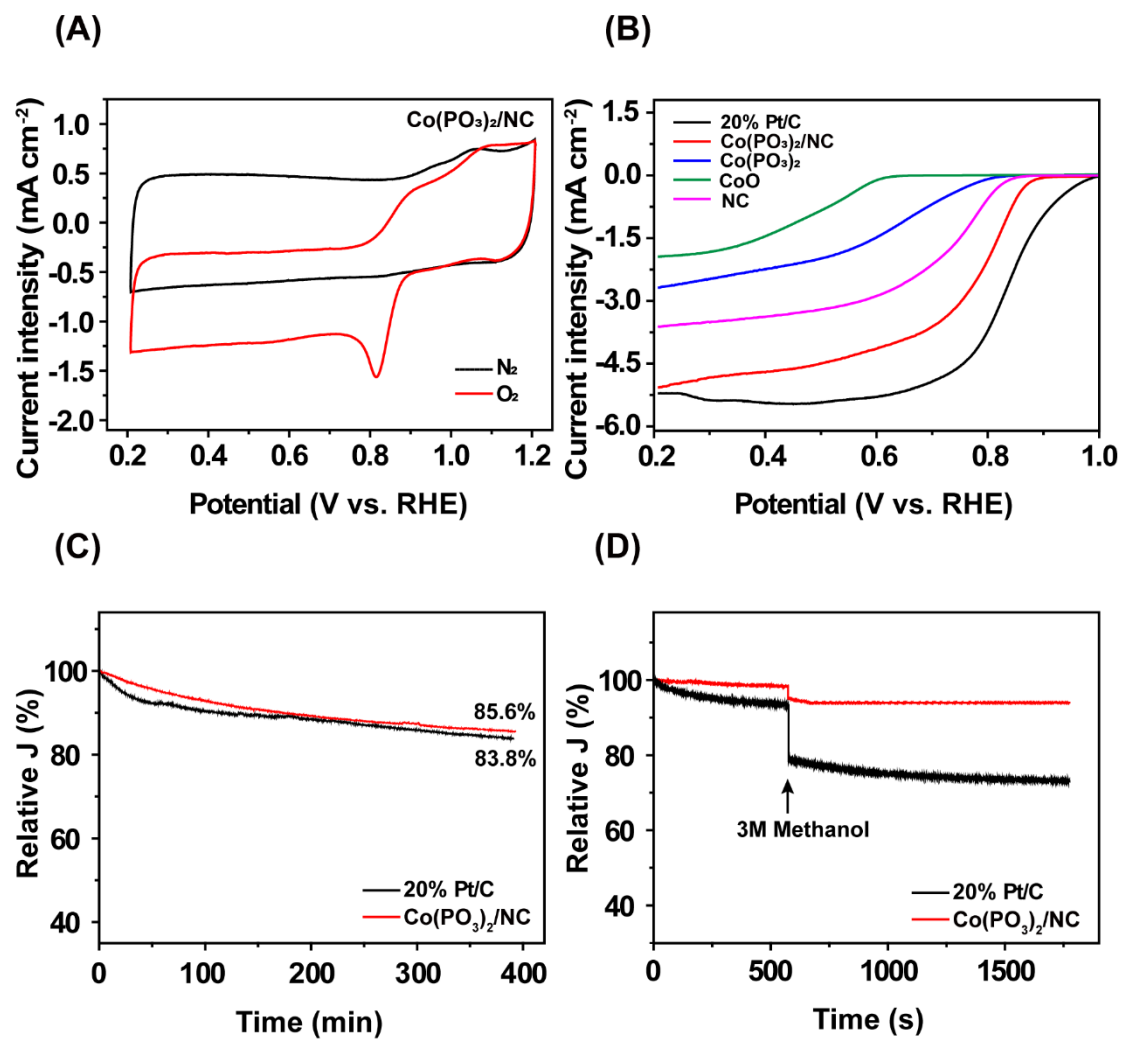 (A)
Current intensity (mA cm⁻²)
1.0
0.5
0.0
-0.5
-1.0
-1.5
-2.0
Co(PO₃)₂/NC
N₂
O₂
0.2 0.4 0.6 0.8 1.0 1.2
Potential (V vs. RHE)
(B)
Current intensity (mA cm⁻²)
1.5
0.0
-1.5
-3.0
-4.5
-6.0
20% Pt/C
Co(PO₃)₂/NC
Co(PO₃)₂
CoO
NC
0.2 0.4 0.6 0.8 1.0
Potential (V vs. RHE)
(C)
Relative J (%)
100
80
60
40
85.6%
83.8%
20% Pt/C
Co(PO₃)₂/NC
0 100 200 300 400
Time (min)
(D)
Relative J (%)
100
80
60
40
3M Methanol
20% Pt/C
Co(PO₃)₂/NC
0 500 1000 1500
Time (s)